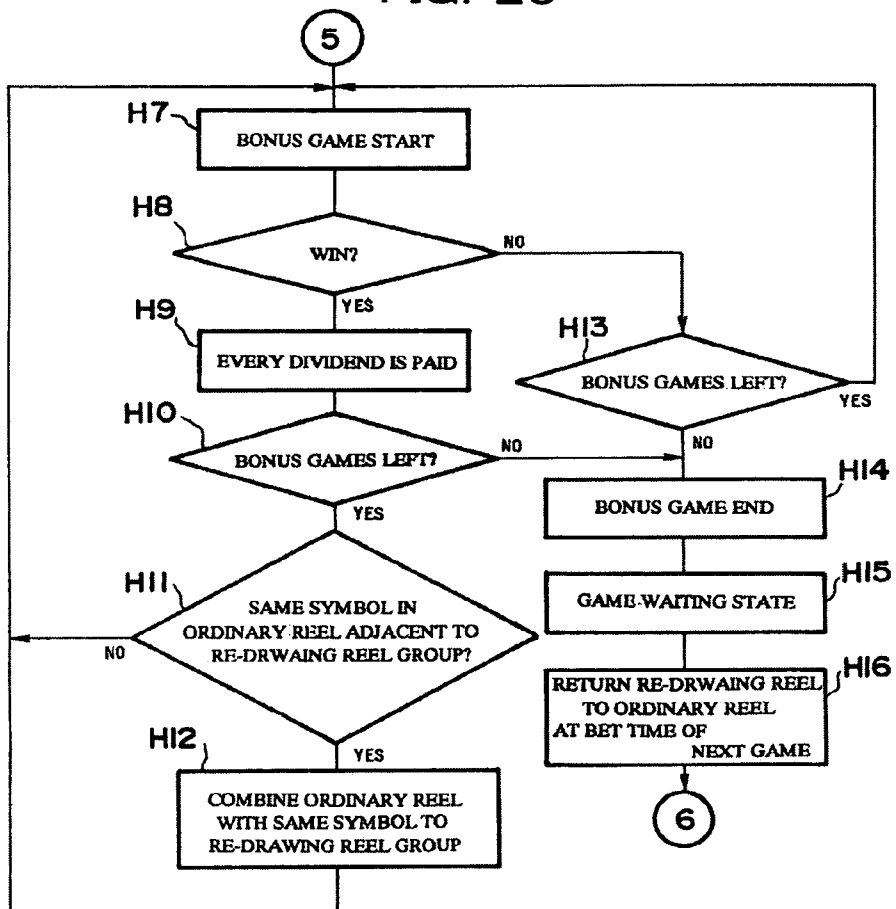 5
H7
BONUS GAME START
H8
WIN?
NO
YES
H9
EVERY DIVIDEND IS PAID
H13
BONUS GAMES LEFT?
YES
NO
H10
BONUS GAMES LEFT?
NO
YES
H14
BONUS GAME END
H11
SAME SYMBOL IN
ORDINARY REEL ADJACENT TO
RE-DRWAING REEL GROUP?
NO
YES
H15
GAME-WAITING STATE
H16
RETURN RE-DRWAING REEL
TO ORDINARY REEL
AT BET TIME OF
NEXT GAME
H12
COMBINE ORDINARY REEL
WITH SAME SYMBOL TO
RE-DRAWING REEL GROUP
6